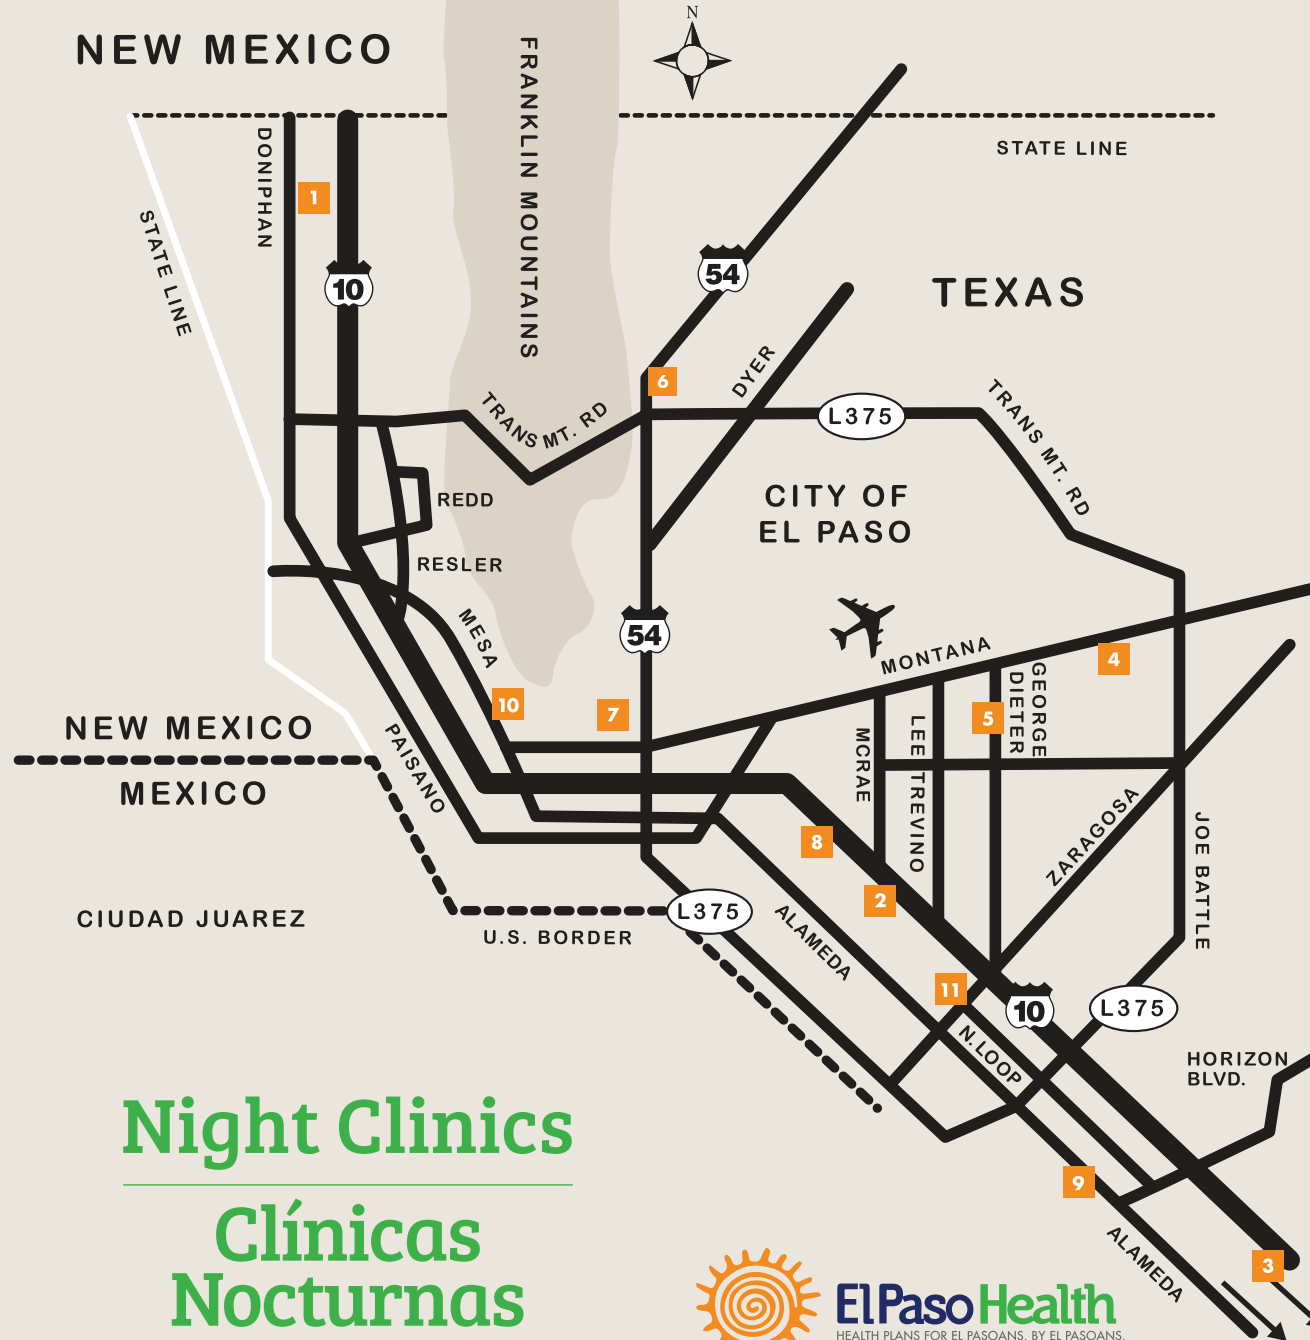 N
NEW MEXICO
FRANKLIN MOUNTAINS
DONIPHAN
STATE LINE
1
STATE LINE
10
54
TEXAS
6
DYER
TRANS MT. RD
L375
TRANS MT. RD
REDD
CITY OF
EL PASO
RESLER
MESA
54
MONTANA
4
10
7
5
GEORGE
DIETER
LEE TREVINO
MCRAE
NEW MEXICO
MEXICO
PAISANO
8
ZARAGOSA
JOE BATTLE
2
CIUDAD JUAREZ
L375
U.S. BORDER
ALAMEDA
11
10
L375
N. LOOP
HORIZON
BLVD.
Night Clinics
9
Clínicas
Nocturnas
ALAMEDA
3
El Paso Health
HEALTH PLANS FOR EL PASOANS. BY EL PASOANS.